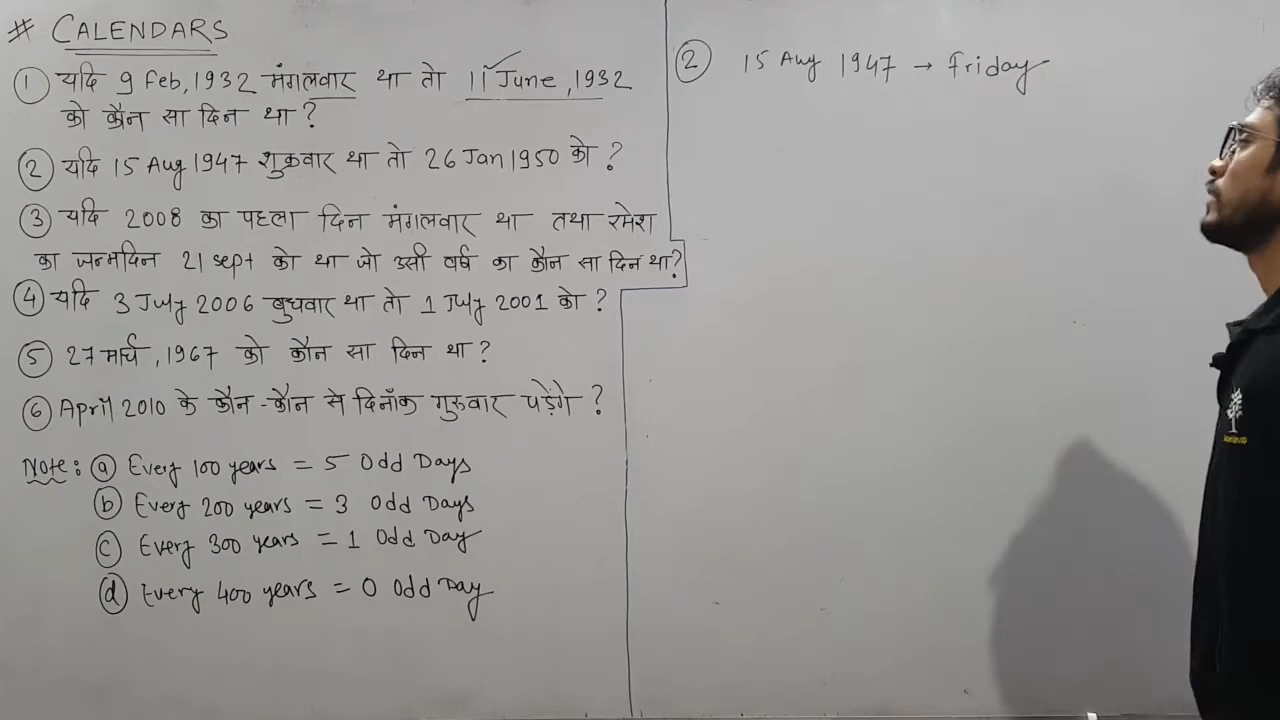 # CALENDARS
① यदि 9 Feb, 1932 मंगलवार था तो 11 June, 1932
को कौन सा दिन था ?
② यदि 15 Aug 1947 शुक्रवार था तो 26 Jan 1950 को ?
③ यदि 2008 का पहला दिन मंगलवार था तथा रमेश
का जन्मदिन 21 sept को था जो उसी वर्ष का कौन सा दिन था?
④ यदि 3 July 2006 बुधवार था तो 1 July 2001 को ?
⑤ 27 मार्च, 1967 को कौन सा दिन था ?
⑥ April 2010 के कौन-कौन से दिनाँक गुरुवार पड़ेंगे ?
Note: ⓐ Every 100 years = 5 Odd Days
ⓑ Every 200 years = 3 Odd Days
ⓒ Every 300 years = 1 Odd Day
ⓓ Every 400 years = 0 Odd Day
② 15 Aug 1947 → Friday